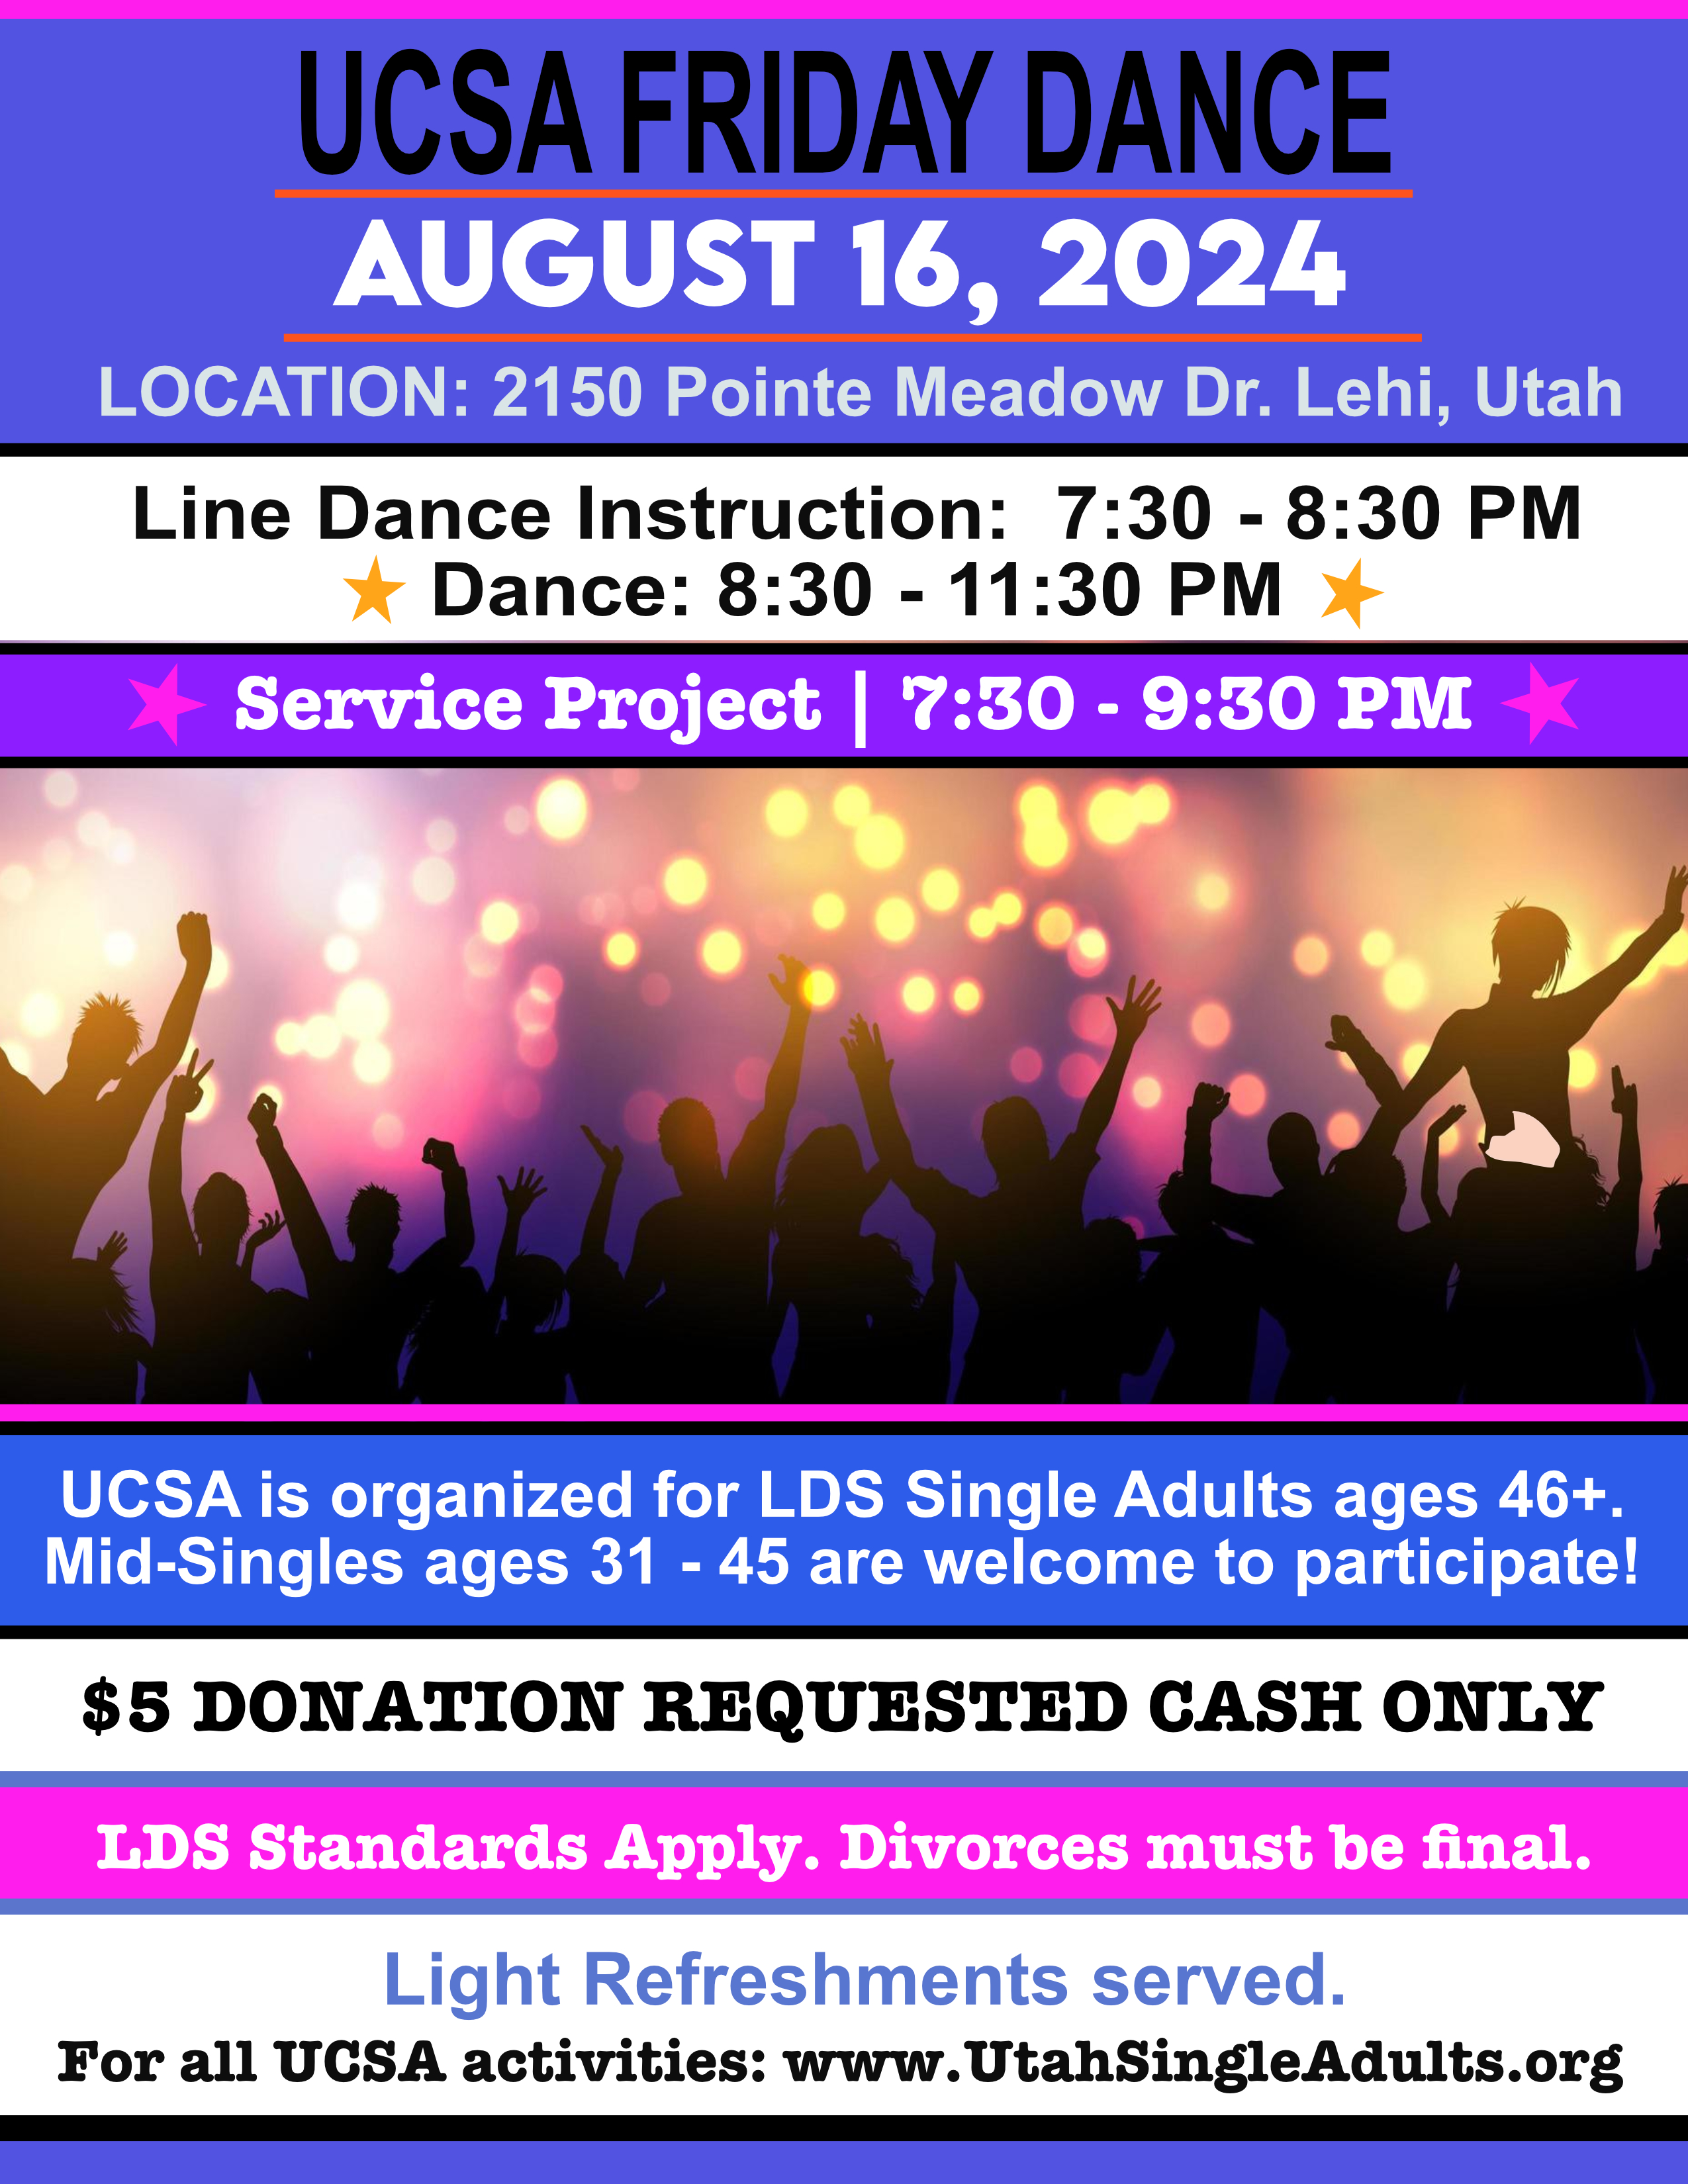 UCSA FRIDAY DANCE
AUGUST 16, 2024
LOCATION: 2150 Pointe Meadow Dr. Lehi, Utah
Line Dance Instruction:  7:30 - 8:30 PM
Dance: 8:30 - 11:30 PM
Service Project | 7:30 - 9:30 PM
UCSA is organized for LDS Single Adults ages 46+.
Mid-Singles ages 31 - 45 are welcome to participate!
$5 DONATION REQUESTED CASH ONLY
LDS Standards Apply. Divorces must be final.
Light Refreshments served.
For all UCSA activities: www.UtahSingleAdults.org